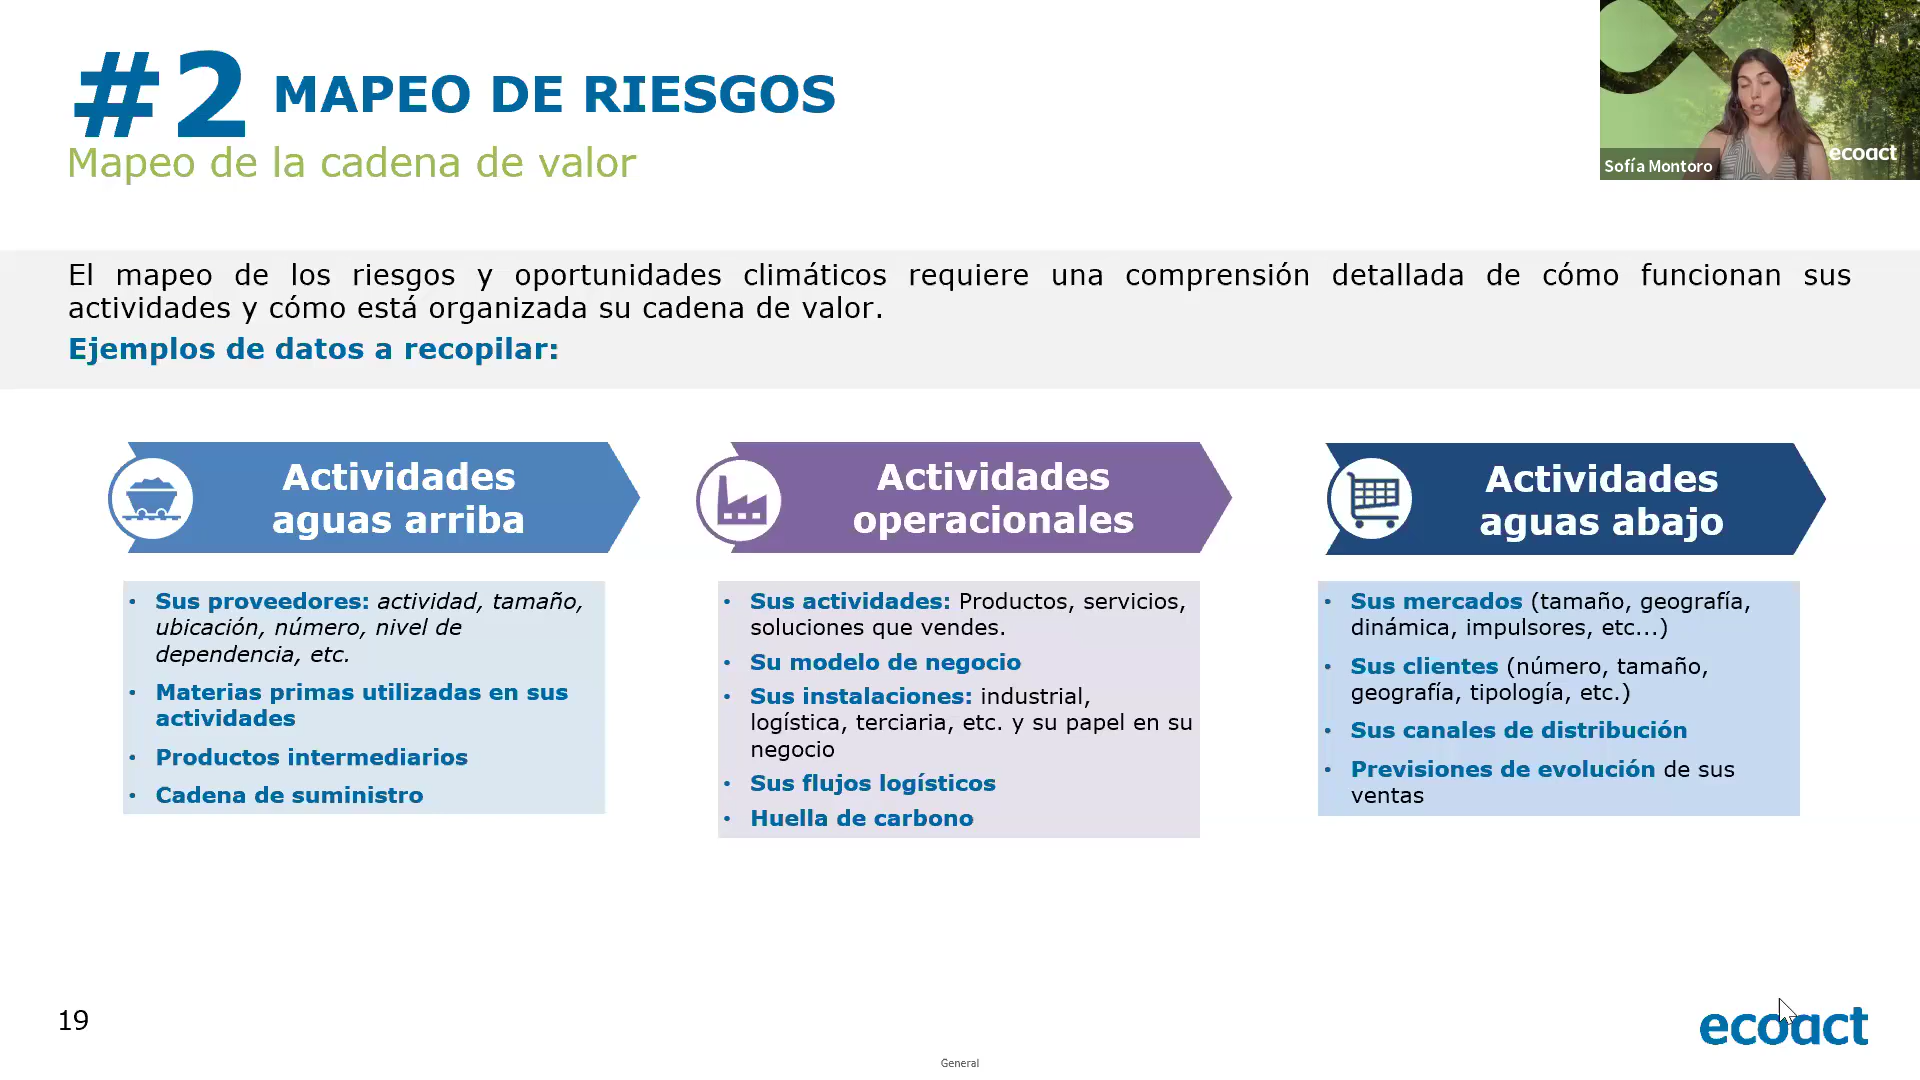 #2 MAPEO DE RIESGOS
Mapeo de la cadena de valor
Sofía Montoro
ecoact
El mapeo de los riesgos y oportunidades climáticos requiere una comprensión detallada de cómo funcionan sus
actividades y cómo está organizada su cadena de valor.
Ejemplos de datos a recopilar:
Actividades
aguas arriba
• Sus proveedores: actividad, tamaño,
ubicación, número, nivel de
dependencia, etc.
• Materias primas utilizadas en sus
actividades
• Productos intermediarios
• Cadena de suministro
Actividades
operacionales
• Sus actividades: Productos, servicios,
soluciones que vendes.
• Su modelo de negocio
• Sus instalaciones: industrial,
logística, terciaria, etc. y su papel en su
negocio
• Sus flujos logísticos
• Huella de carbono
Actividades
aguas abajo
• Sus mercados (tamaño, geografía,
dinámica, impulsores, etc...)
• Sus clientes (número, tamaño,
geografía, tipología, etc.)
• Sus canales de distribución
• Previsiones de evolución de sus
ventas
19
ecoact
General